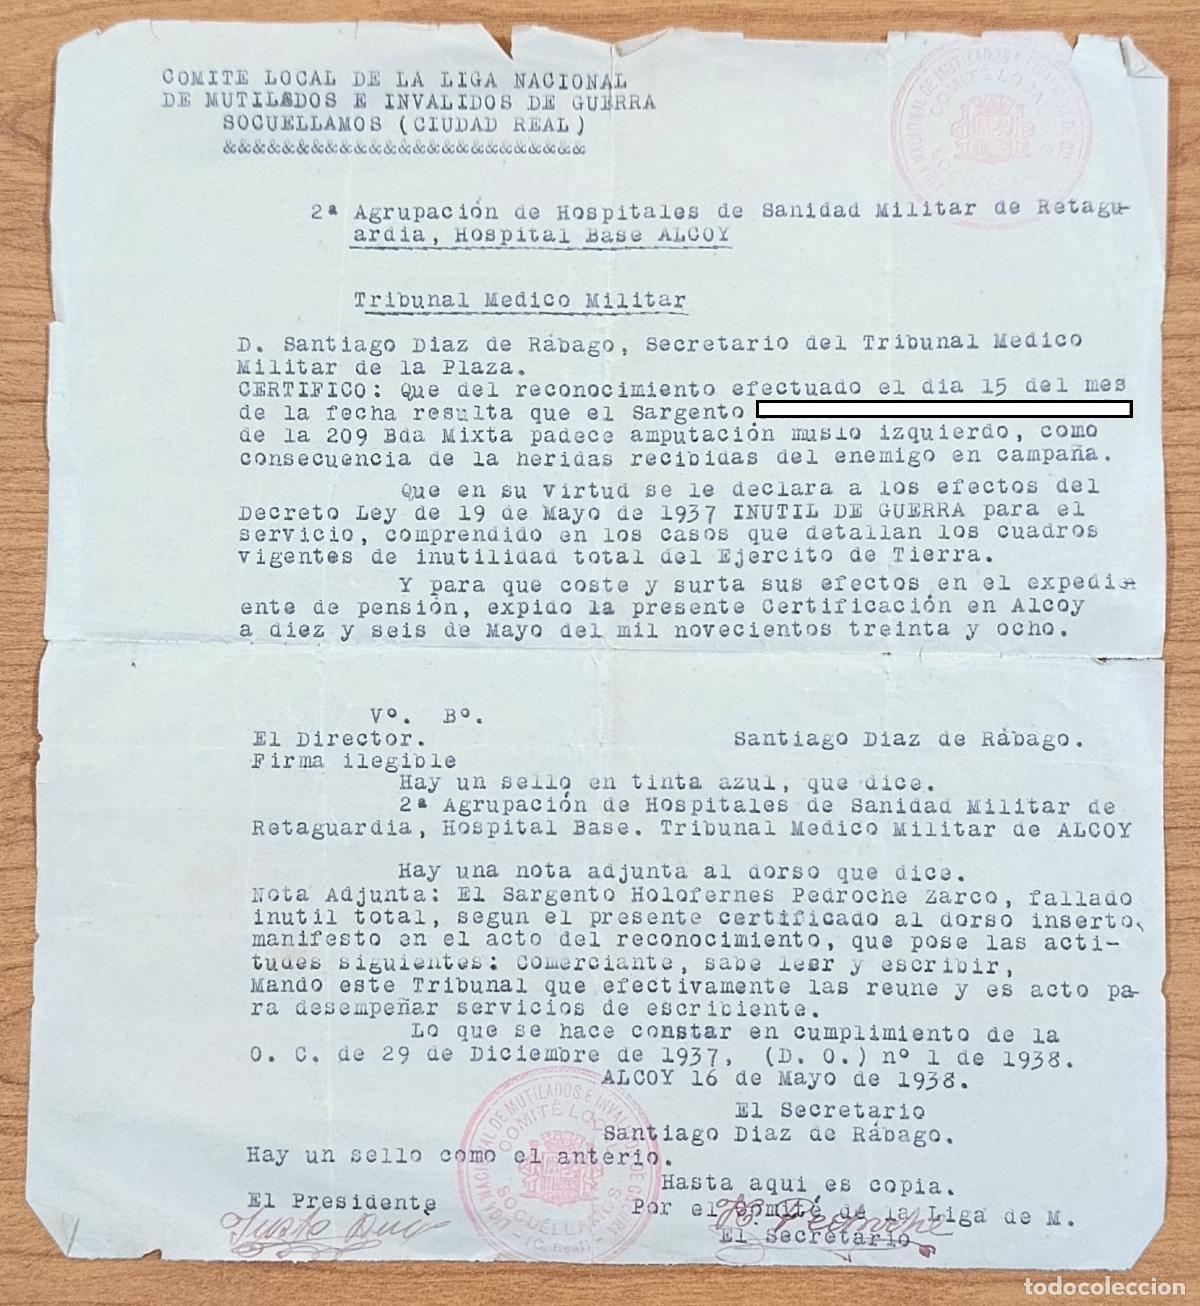 COMITE LOCAL DE LA LIGA NACIONAL
DE MUTILADOS E INVALIDOS DE GUERRA
SOCUELLAMOS (CIUDAD REAL)
&&&&&&&&&&&&&&&&&&&&&&&&&
2ª Agrupación de Hospitales de Sanidad Militar de Retagu-
ardia, Hospital Base ALCOY
Tribunal Medico Militar
D. Santiago Diaz de Rábago, Secretario del Tribunal Medico
Militar de la Plaza.
CERTIFICO: Que del reconocimiento efectuado el dia 15 del mes
de la fecha resulta que el Sargento
de la 209 Bda Mixta padece amputación muslo izquierdo, como
consecuencia de la heridas recibidas del enemigo en campaña.
Que en su virtud se le declara a los efectos del
Decreto Ley de 19 de Mayo de 1937 INUTIL DE GUERRA para el
servicio, comprendido en los casos que detallan los cuadros
vigentes de inutilidad total del Ejercito de Tierra.
Y para que coste y surta sus efectos en el expedi-
ente de pensión, expido la presente Certificación en Alcoy
a diez y seis de Mayo del mil novecientos treinta y ocho.
Vº. Bº.
El Director. Santiago Diaz de Rábago.
Firma ilegible
Hay un sello en tinta azul, que dice.
2ª Agrupación de Hospitales de Sanidad Militar de
Retaguardia, Hospital Base. Tribunal Medico Militar de ALCOY
Hay una nota adjunta al dorso que dice.
Nota Adjunta: El Sargento Holofernes Pedroche Zarco, fallado
inutil total, segun el presente certificado al dorso inserto,
manifesto en el acto del reconocimiento, que pose las acti-
tudes siguientes: Comerciante, sabe leer y escribir,
Mando este Tribunal que efectivamente las reune y es acto pa-
ra desempeñar servicios de escribiente.
Lo que se hace constar en cumplimiento de la
O. C. de 29 de Diciembre de 1937, (D. O.) nº 1 de 1938.
ALCOY 16 de Mayo de 1938.
El Secretario
Santiago Diaz de Rábago.
Hay un sello como el anterio.
Hasta aqui es copia.
El Presidente Por el Comité de la Liga de M.
El Secretario
Justo
H. Pedroche
COMITÉ LOCAL
SOCUÉLLAMOS
(C. Real)
todocoleccion